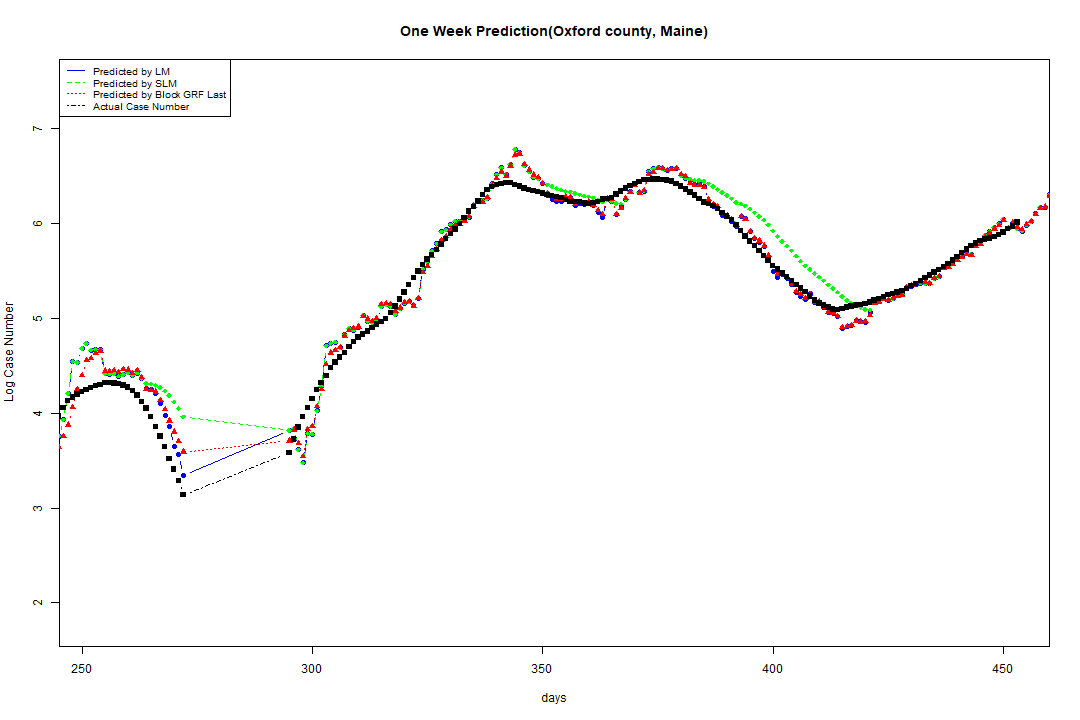 One Week Prediction(Oxford county, Maine)
Predicted by LM
Predicted by SLM
Predicted by Block GRF Last
Actual Case Number
Log Case Number
7
6
5
4
3
2
250 300 350 400 450
days